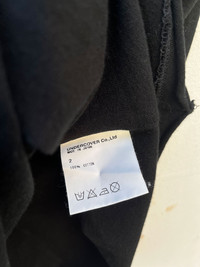 UNDERCOVER Co.,Ltd
MADE IN JAPAN
2
100% COTTON